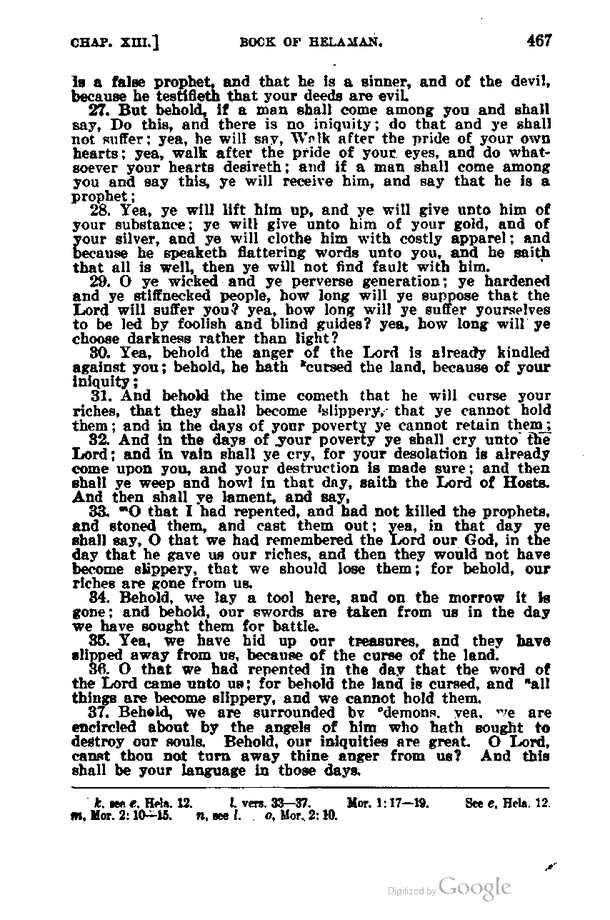 CHAP. XIII.] BOCK OF HELAMAN. 467
is a false prophet, and that he is a sinner, and of the devil,
because he testifieth that your deeds are evil.
27. But behold, if a man shall come among you and shall
say, Do this, and there is no iniquity; do that and ye shall
not suffer; yea, he will say, Walk after the pride of your own
hearts; yea, walk after the pride of your eyes, and do what-
soever your hearts desireth; and if a man shall come among
you and say this, ye will receive him, and say that he is a
prophet;
28. Yea, ye will lift him up, and ye will give unto him of
your substance; ye will give unto him of your gold, and of
your silver, and ye will clothe him with costly apparel; and
because he speaketh flattering words unto you, and he saith
that all is well, then ye will not find fault with him.
29. O ye wicked and ye perverse generation; ye hardened
and ye stiffnecked people, how long will ye suppose that the
Lord will suffer you? yea, how long will ye suffer yourselves
to be led by foolish and blind guides? yea, how long will ye
choose darkness rather than light?
30. Yea, behold the anger of the Lord is already kindled
against you; behold, he hath kcursed the land, because of your
iniquity;
31. And behold the time cometh that he will curse your
riches, that they shall become lslippery, that ye cannot hold
them; and in the days of your poverty ye cannot retain them;
32. And in the days of your poverty ye shall cry unto the
Lord; and in vain shall ye cry, for your desolation is already
come upon you, and your destruction is made sure; and then
shall ye weep and howl in that day, saith the Lord of Hosts.
And then shall ye lament, and say,
33. mO that I had repented, and had not killed the prophets,
and stoned them, and cast them out; yea, in that day ye
shall say, O that we had remembered the Lord our God, in the
day that he gave us our riches, and then they would not have
become slippery, that we should lose them; for behold, our
riches are gone from us.
34. Behold, we lay a tool here, and on the morrow it is
gone; and behold, our swords are taken from us in the day
we have sought them for battle.
35. Yea, we have hid up our treasures, and they have
slipped away from us, because of the curse of the land.
36. O that we had repented in the day that the word of
the Lord came unto us; for behold the land is cursed, and nall
things are become slippery, and we cannot hold them.
37. Behold, we are surrounded by odemons, yea, we are
encircled about by the angels of him who hath sought to
destroy our souls. Behold, our iniquities are great. O Lord,
canst thou not turn away thine anger from us? And this
shall be your language in those days.
k. see e, Hela. 12. l. vers. 33—37. Mor. 1: 17—19. See e, Hela. 12.
m, Mor. 2: 10—15. n, see l. o, Mor. 2: 10.
Digitized by Google